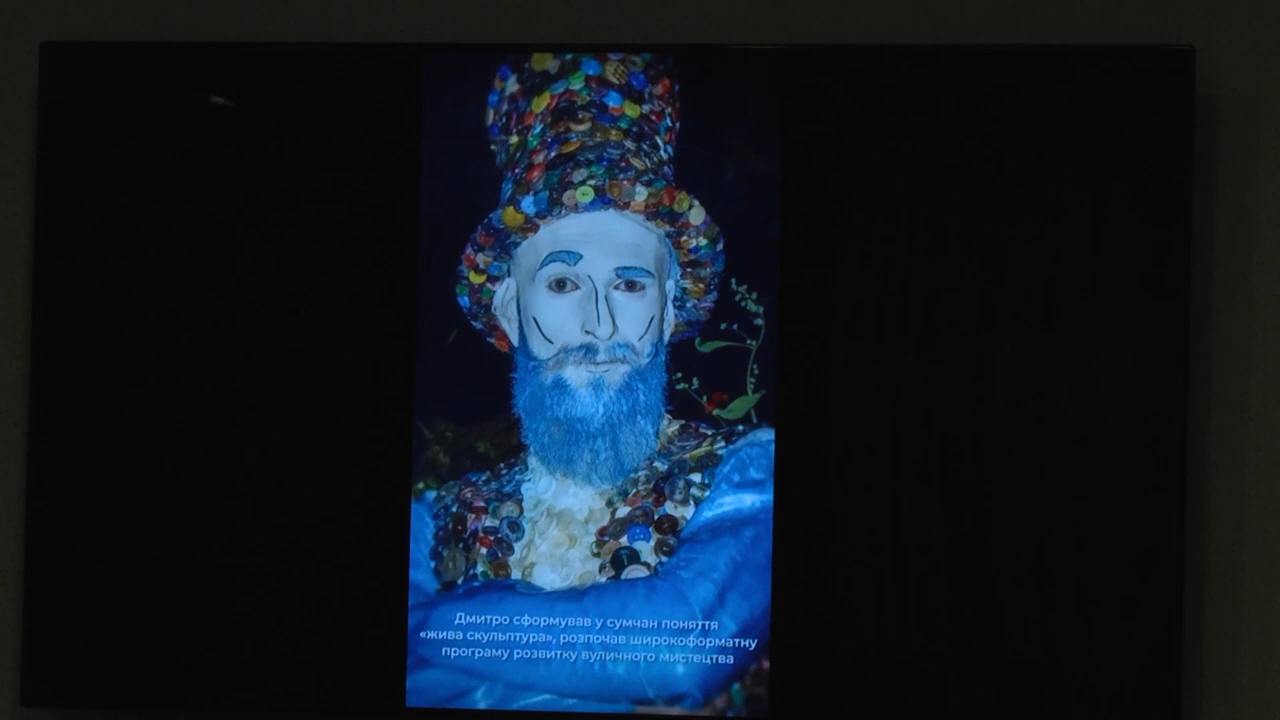 Дмитро сформував у сумчан поняття
«жива скульптура», розпочав широкоформатну
програму розвитку вуличного мистецтва